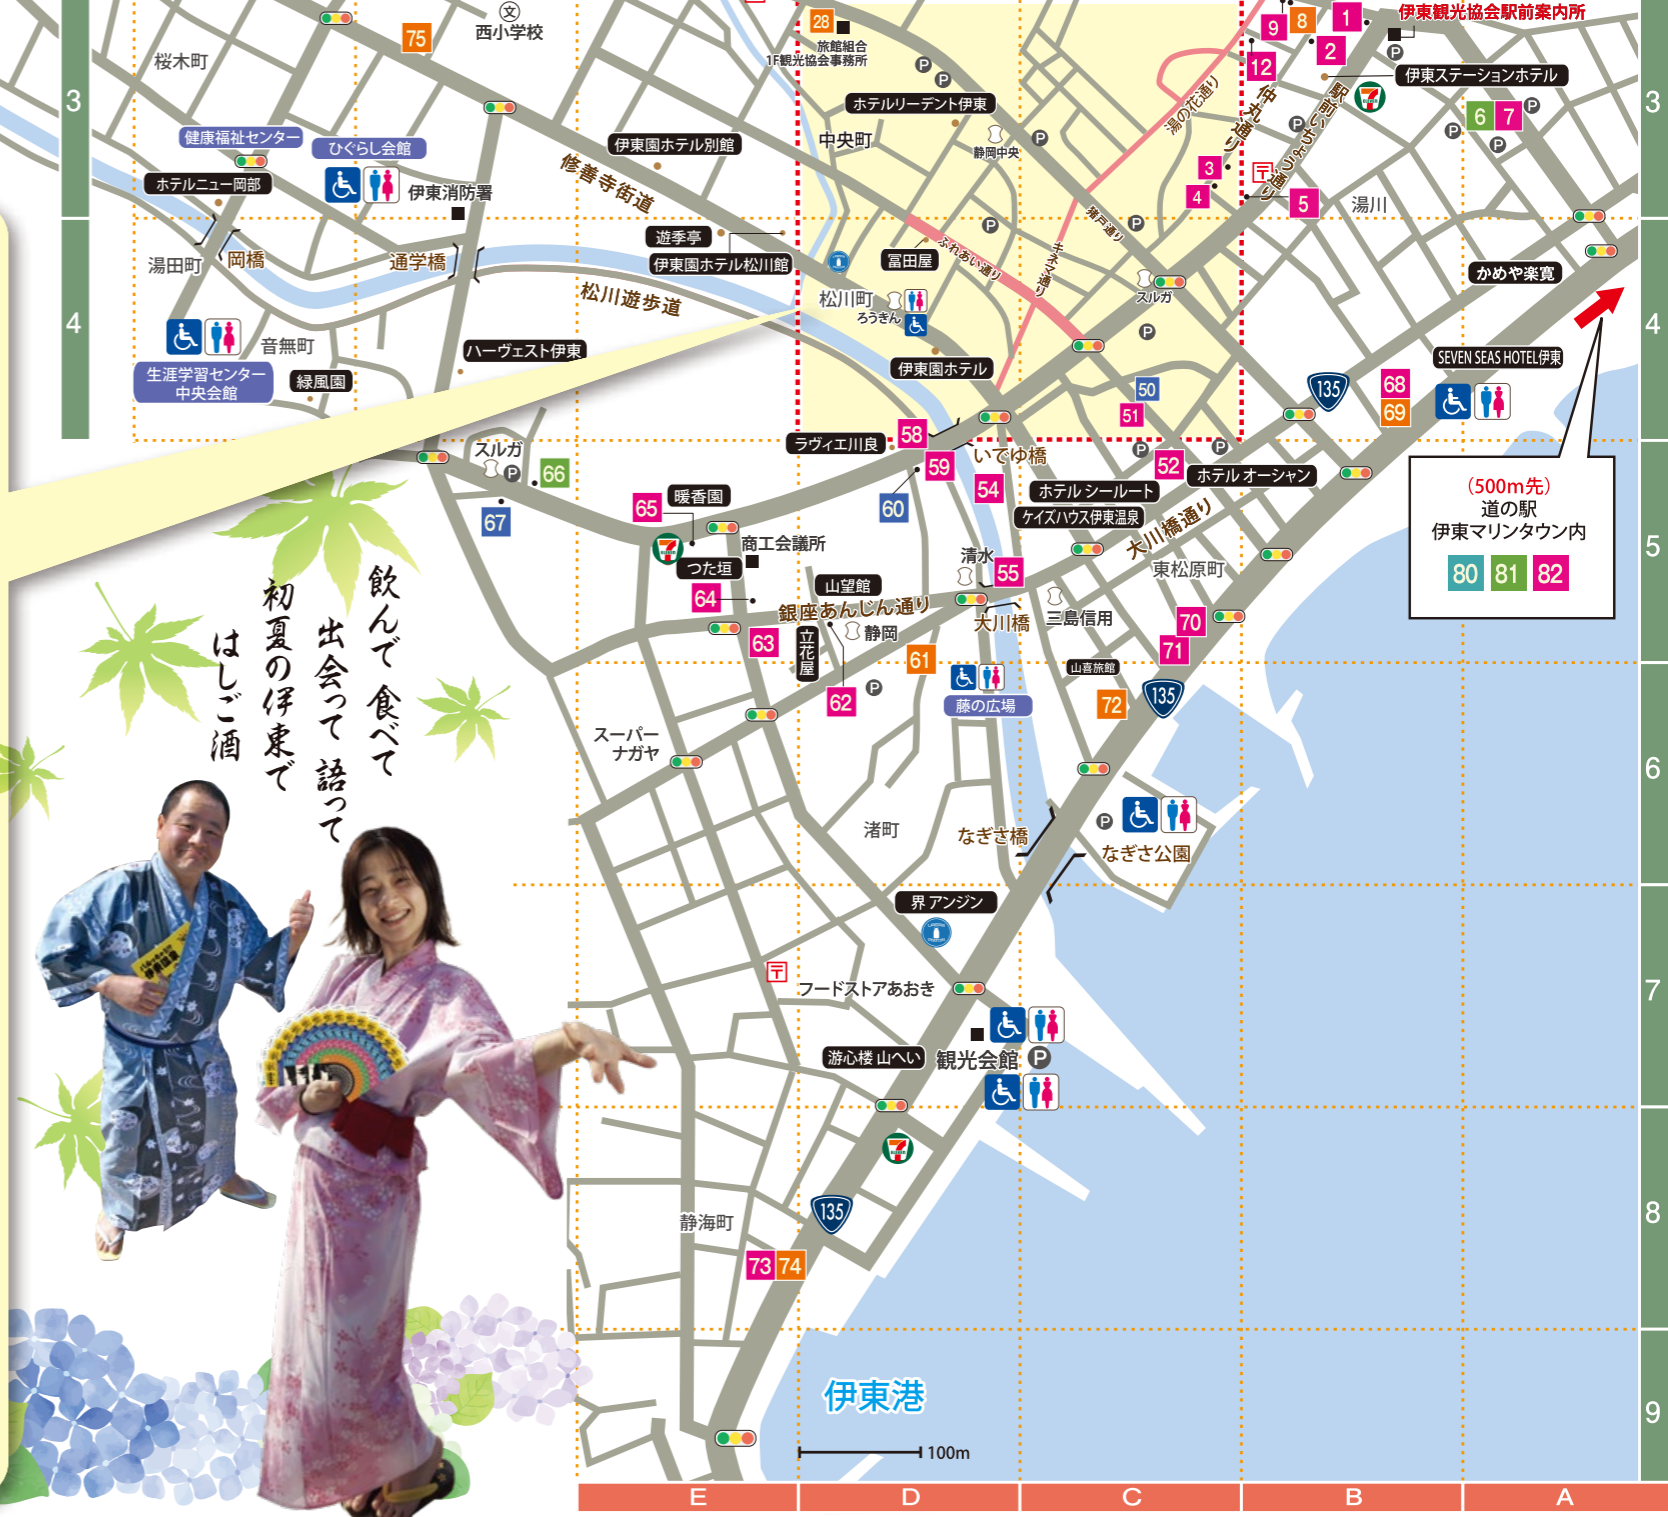 伊東観光協会駅前案内所
75
文
西小学校
28
旅館組合
1F観光協会事務所
9
8
1
2
12
桜木町
3
3
P
P
P
伊東ステーションホテル
ホテルリーデント伊東
中央町
静岡中央
P
湯の花通り
仲丸通り
駅前いちょう通り
P
P
6
7
P
P
健康福祉センター
ひぐらし会館
伊東園ホテル別館
修善寺街道
ホテルニュー岡部
伊東消防署
3
4
〒
5
湯川
湯田町
岡橋
通学橋
遊季亭
伊東園ホテル松川館
冨田屋
ふれあい通り
P
猪戸通り
P
キネマ通り
スルガ
かめや楽寛
松川遊歩道
松川町
ろうきん
4
4
P
音無町
ハーヴェスト伊東
伊東園ホテル
SEVEN SEAS HOTEL伊東
生涯学習センター
中央会館
緑風園
50
51
135
68
69
ラヴィエ川良
58
いでゆ橋
59
54
60
P
52
P
ホテル オーシャン
ホテル シールート
ケイズハウス伊東温泉
大川橋通り
(500m先)
道の駅
伊東マリンタウン内
80
81
82
スルガ
P
66
67
65
暖香園
商工会議所
つた垣
64
山望館
銀座あんじん通り
清水
55
5
東松原町
静岡
大川橋
三島信用
63
立花屋
62
P
61
70
71
山喜旅館
72
135
藤の広場
飲んで 食べて
出会って 語って
初夏の伊東で
はしご酒
スーパー
ナガヤ
6
渚町
なぎさ橋
P
なぎさ公園
界 アンジン
〒
フードストアあおき
7
游心楼 山へい
観光会館
P
135
静海町
8
73
74
伊東港
100m
9
E
D
C
B
A